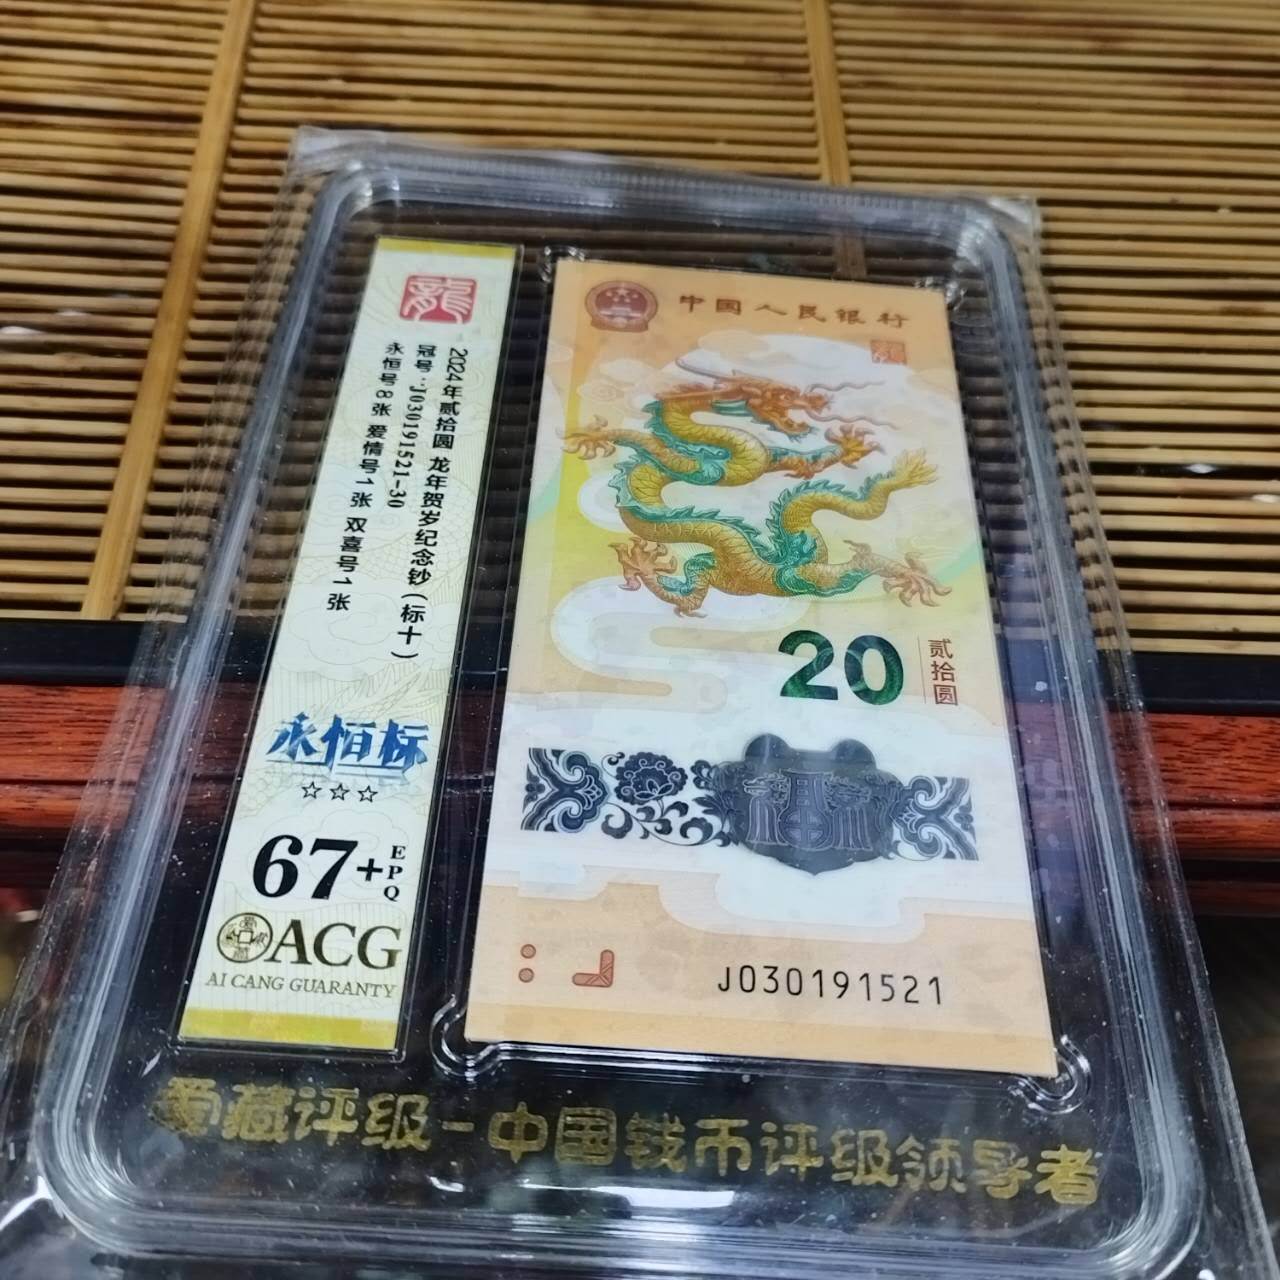 龍
2024年贰拾圆 龙年贺岁纪念钞(标十)
冠号:J030191521-30
永恒号8张 爱情号1张 双喜号1张
永恒标
☆☆☆
67+
EPQ
ACG
AI CANG GUARANTY
中国人民银行
20
贰拾圆
福
J030191521
爱藏评级-中国钱币评级领导者